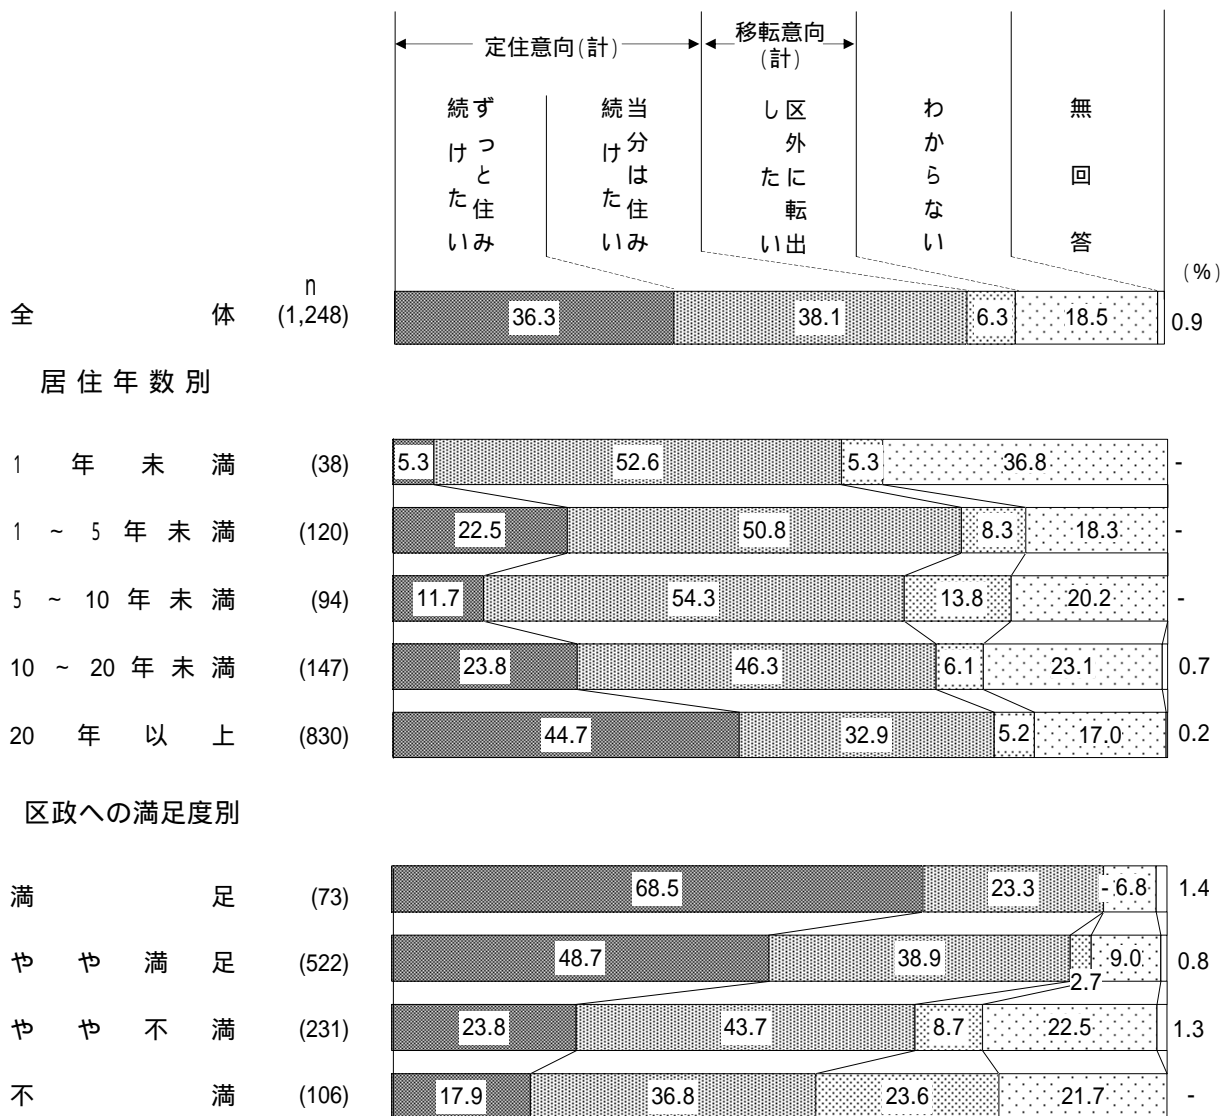 定住意向(計)
移転意向
(計)
ずっと住み
続けたい
当分は住み
続けたい
区外に転出
したい
わからない
無回答
(%)
n
全体 (1,248) 36.3 38.1 6.3 18.5 0.9
居住年数別
1年未満 (38) 5.3 52.6 5.3 36.8 -
1～5年未満 (120) 22.5 50.8 8.3 18.3 -
5～10年未満 (94) 11.7 54.3 13.8 20.2 -
10～20年未満 (147) 23.8 46.3 6.1 23.1 0.7
20年以上 (830) 44.7 32.9 5.2 17.0 0.2
区政への満足度別
満足 (73) 68.5 23.3 - 6.8 1.4
やや満足 (522) 48.7 38.9 2.7 9.0 0.8
やや不満 (231) 23.8 43.7 8.7 22.5 1.3
不満 (106) 17.9 36.8 23.6 21.7 -